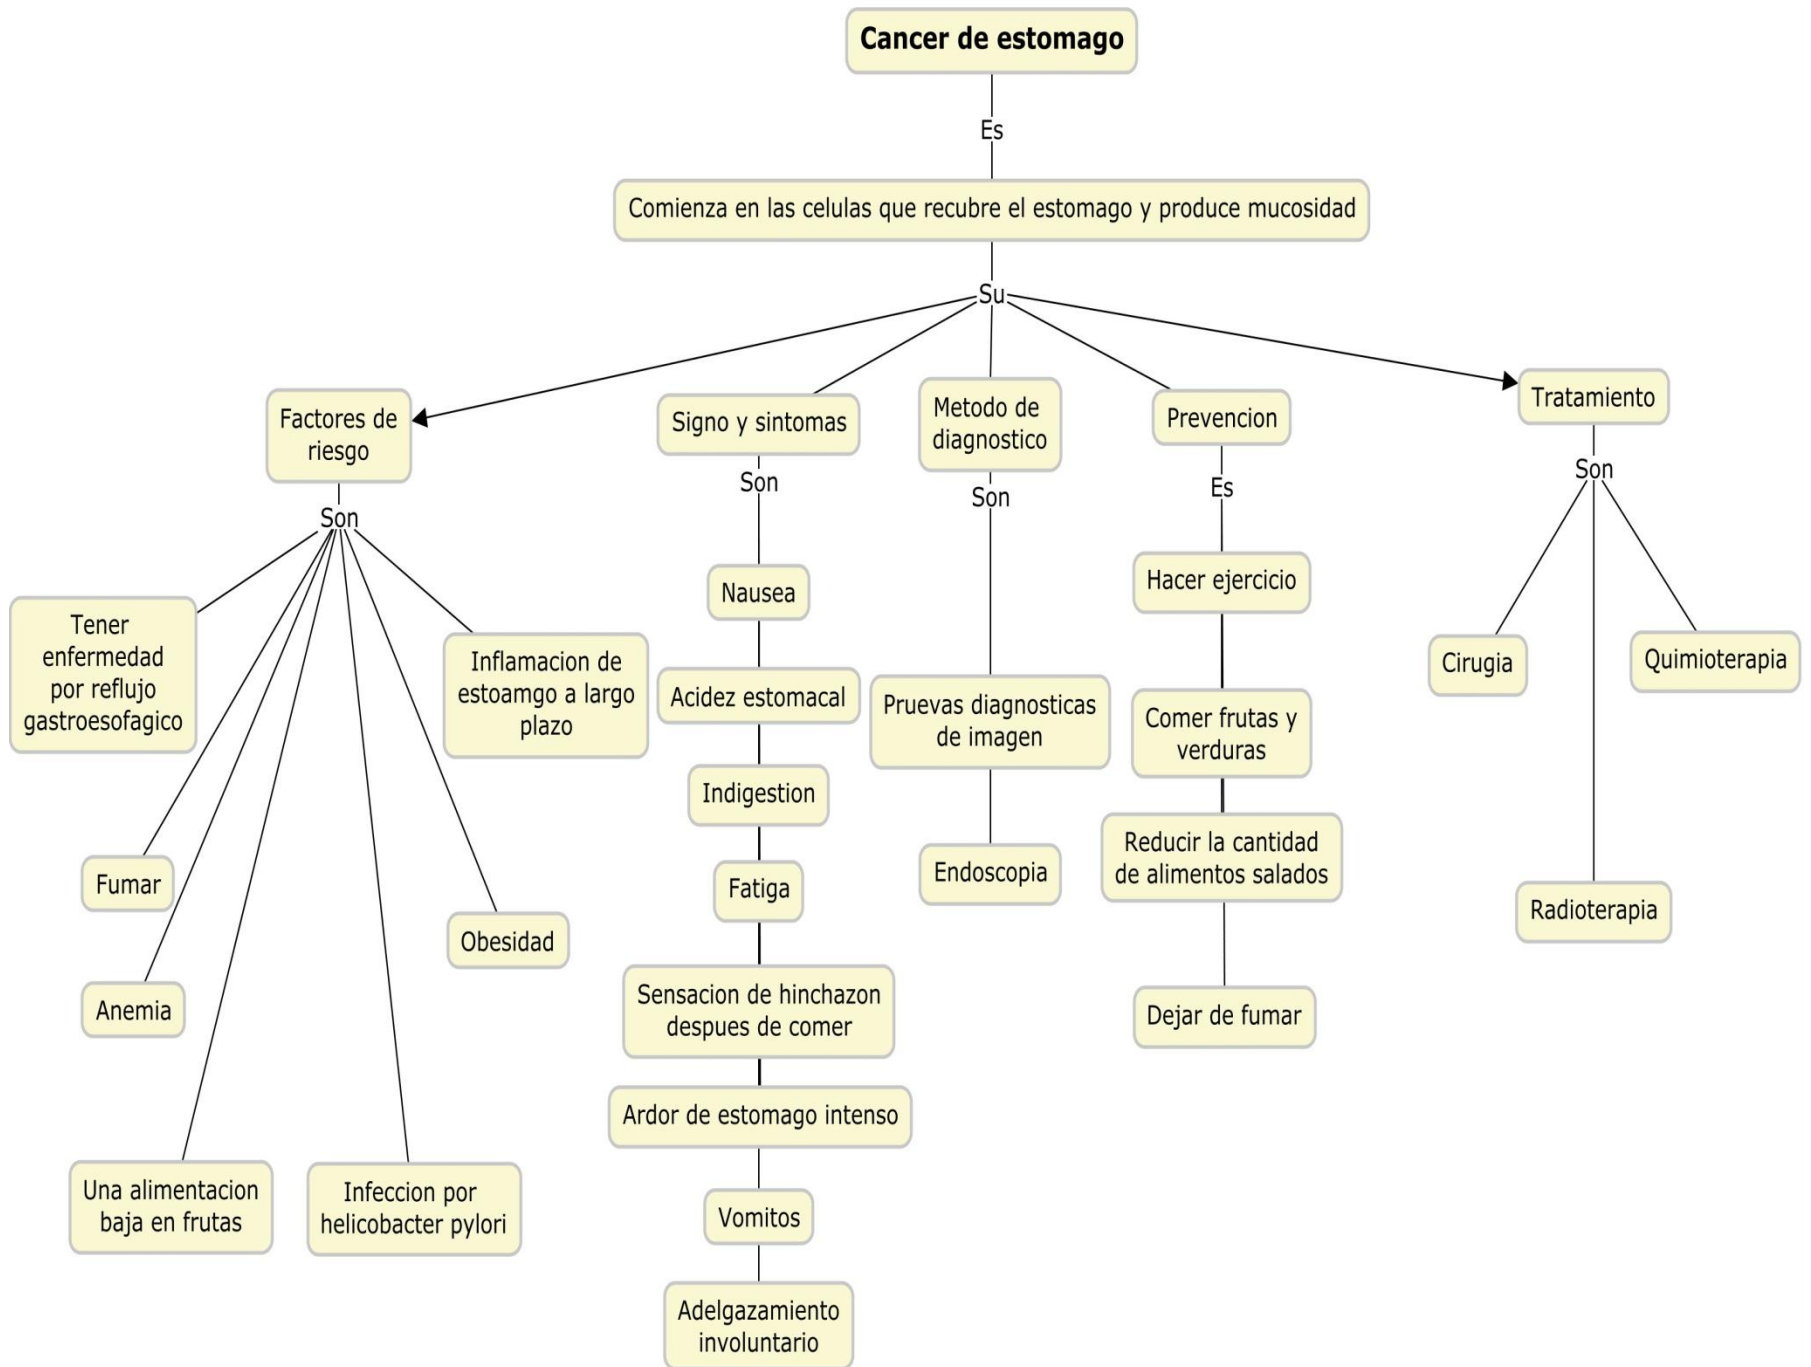 Cancer de estomago
Es
Comienza en las celulas que recubre el estomago y produce mucosidad
Su
Factores de
riesgo
Son
Tener
enfermedad
por reflujo
gastroesofagico
Fumar
Anemia
Una alimentacion
baja en frutas
Infeccion por
helicobacter pylori
Obesidad
Inflamacion de
estoamgo a largo
plazo
Signo y sintomas
Son
Nausea
Acidez estomacal
Indigestion
Fatiga
Sensacion de hinchazon
despues de comer
Ardor de estomago intenso
Vomitos
Adelgazamiento
involuntario
Metodo de
diagnostico
Son
Pruevas diagnosticas
de imagen
Endoscopia
Prevencion
Es
Hacer ejercicio
Comer frutas y
verduras
Reducir la cantidad
de alimentos salados
Dejar de fumar
Tratamiento
Son
Cirugia
Radioterapia
Quimioterapia